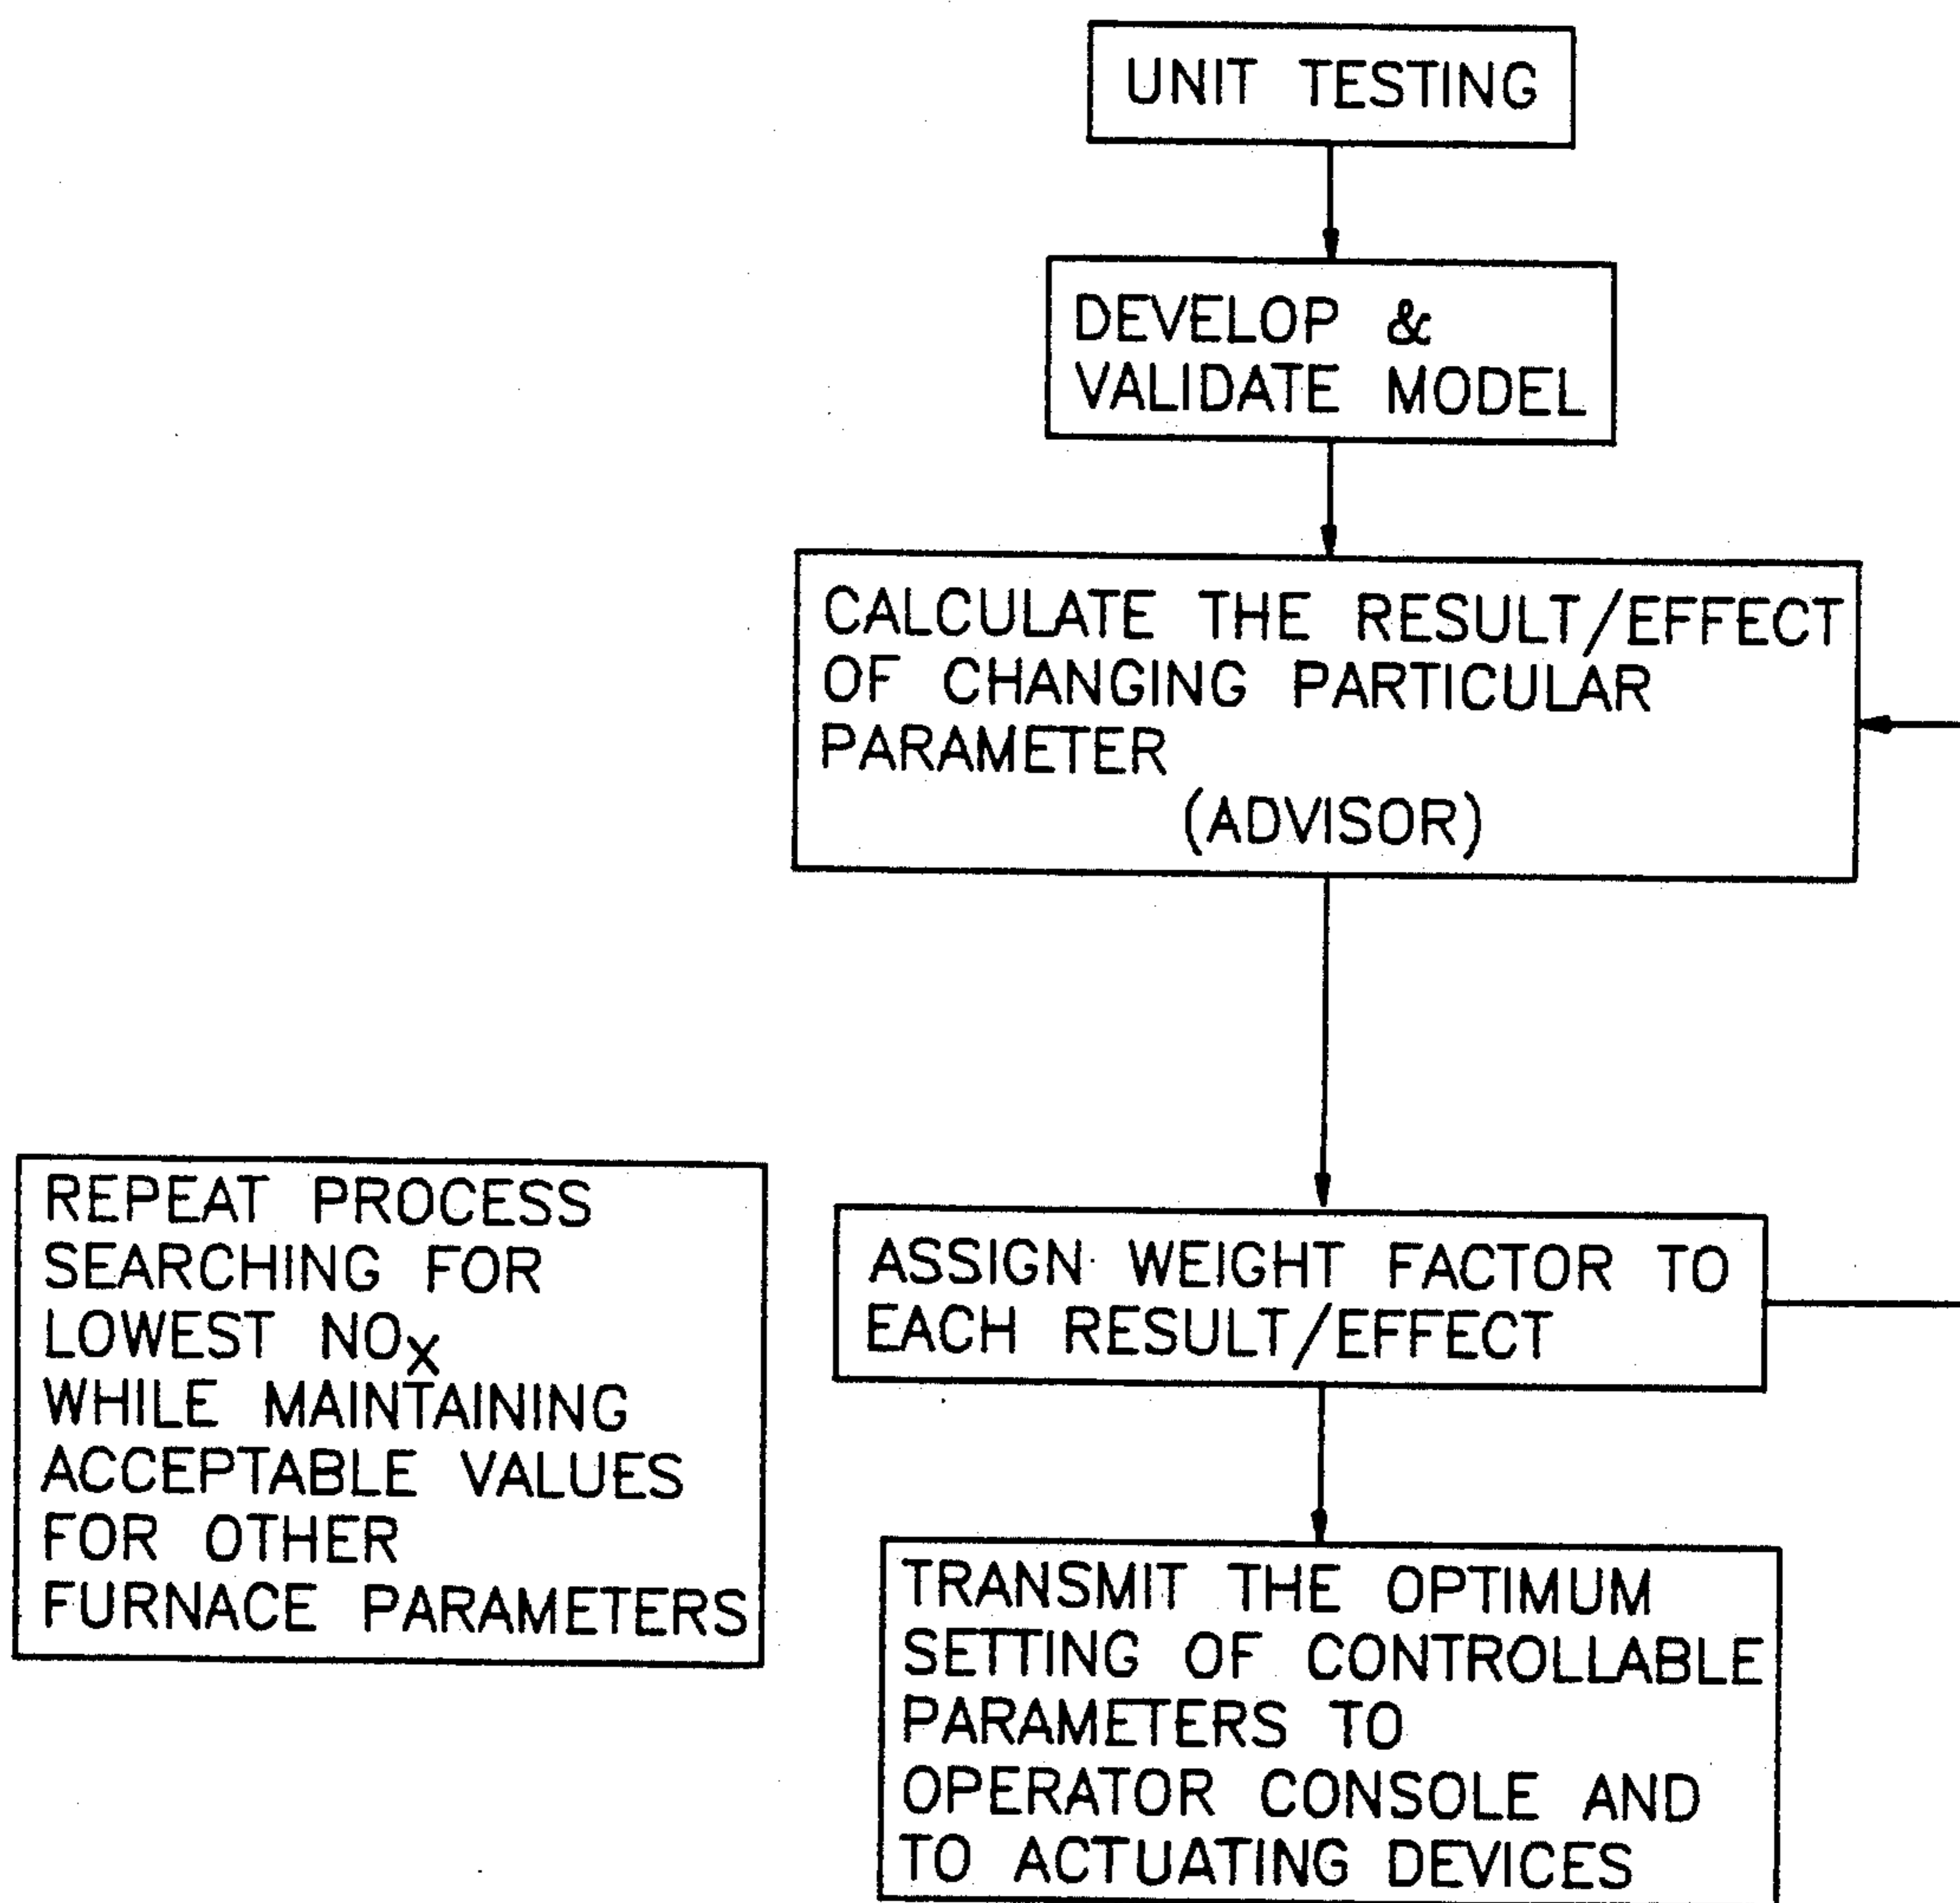 UNIT TESTING
DEVELOP &
VALIDATE MODEL
CALCULATE THE RESULT/EFFECT
OF CHANGING PARTICULAR
PARAMETER
(ADVISOR)
REPEAT PROCESS
SEARCHING FOR
LOWEST NOX
WHILE MAINTAINING
ACCEPTABLE VALUES
FOR OTHER
FURNACE PARAMETERS
ASSIGN WEIGHT FACTOR TO
EACH RESULT/EFFECT
TRANSMIT THE OPTIMUM
SETTING OF CONTROLLABLE
PARAMETERS TO
OPERATOR CONSOLE AND
TO ACTUATING DEVICES